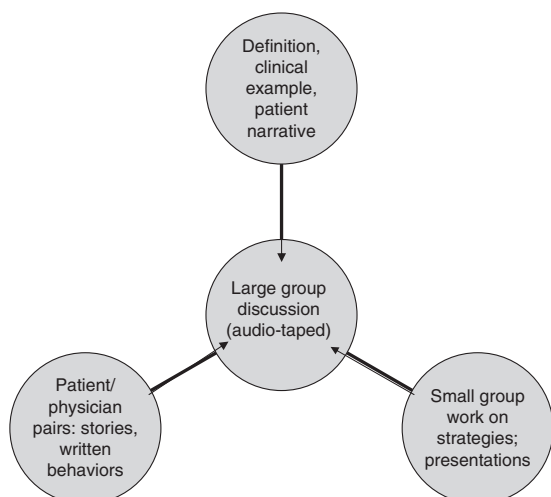 Definition,
clinical
example,
patient
narrative
Large group
discussion
(audio-taped)
Patient/
physician
pairs: stories,
written
behaviors
Small group
work on
strategies;
presentations